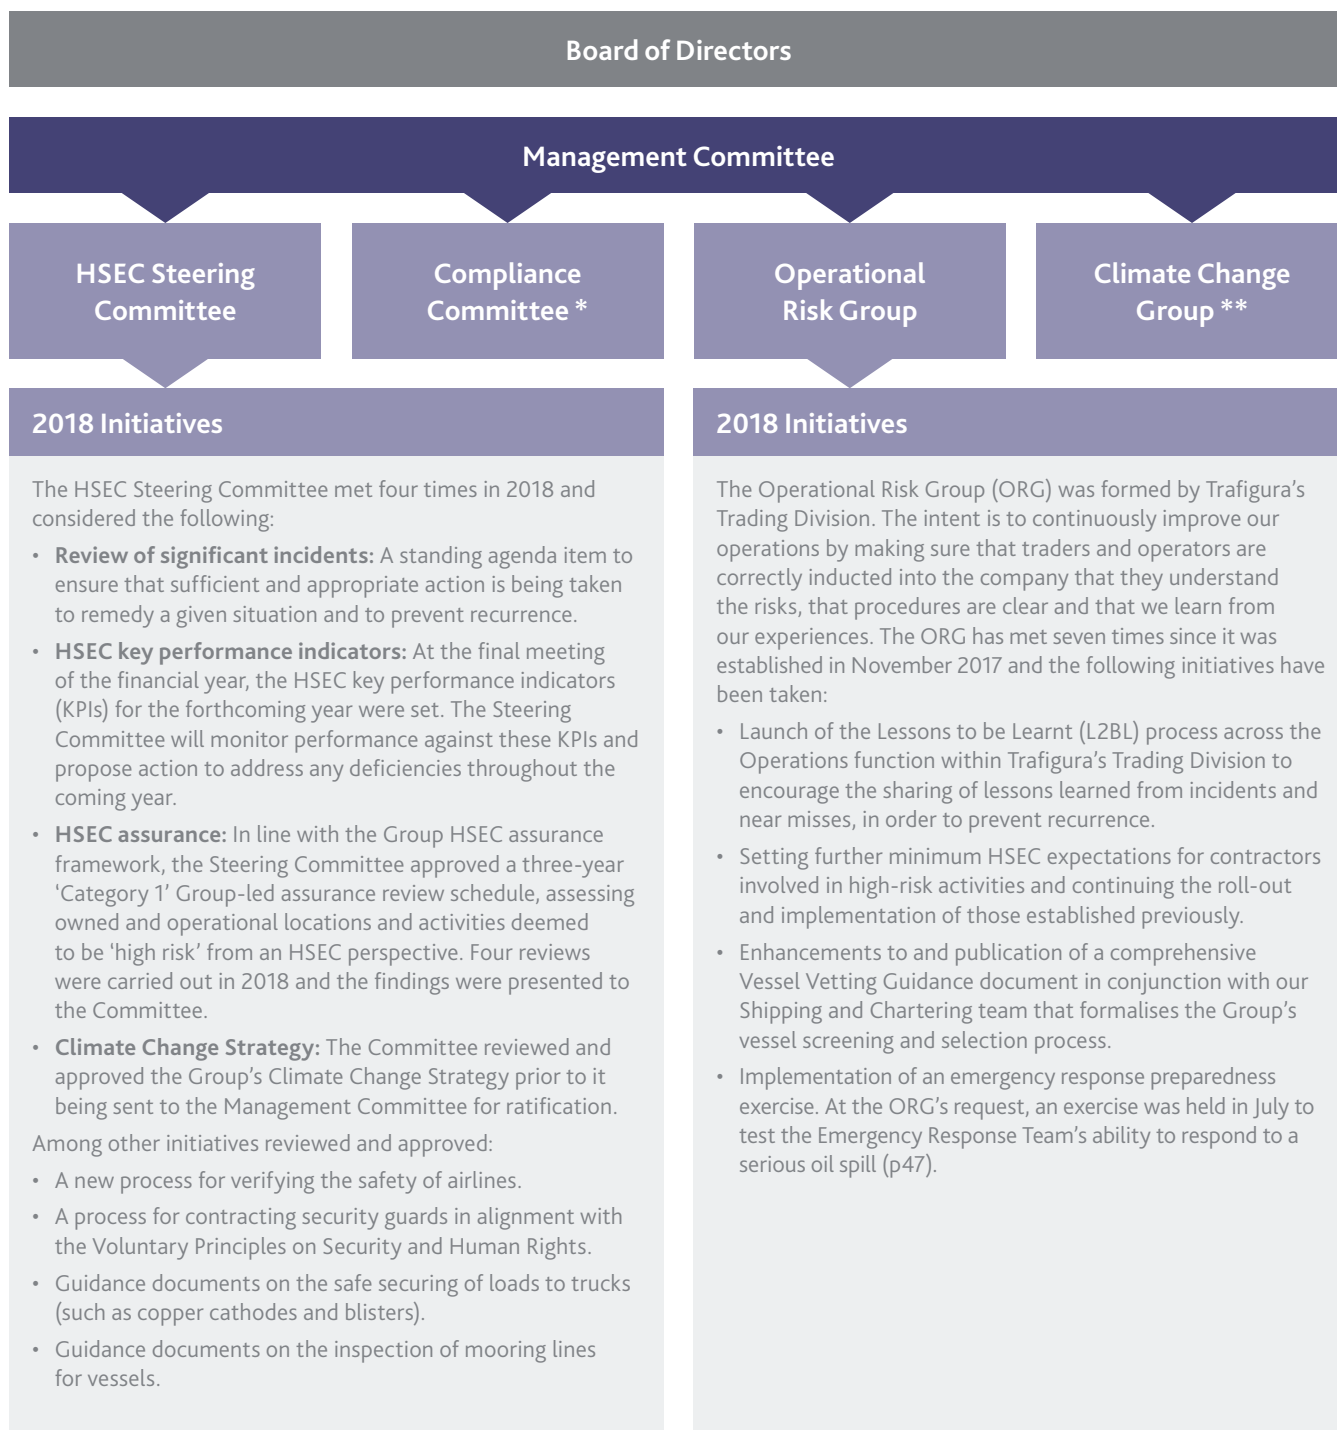 Board of Directors
Management Committee
HSEC Steering
Committee
Compliance
Committee *
Operational
Risk Group
Climate Change
Group **
2018 Initiatives
The HSEC Steering Committee met four times in 2018 and
considered the following:
• Review of significant incidents: A standing agenda item to
ensure that sufficient and appropriate action is being taken
to remedy a given situation and to prevent recurrence.
• HSEC key performance indicators: At the final meeting
of the financial year, the HSEC key performance indicators
(KPIs) for the forthcoming year were set. The Steering
Committee will monitor performance against these KPIs and
propose action to address any deficiencies throughout the
coming year.
• HSEC assurance: In line with the Group HSEC assurance
framework, the Steering Committee approved a three-year
‘Category 1’ Group-led assurance review schedule, assessing
owned and operational locations and activities deemed
to be ‘high risk’ from an HSEC perspective. Four reviews
were carried out in 2018 and the findings were presented to
the Committee.
• Climate Change Strategy: The Committee reviewed and
approved the Group’s Climate Change Strategy prior to it
being sent to the Management Committee for ratification.
Among other initiatives reviewed and approved:
• A new process for verifying the safety of airlines.
• A process for contracting security guards in alignment with
the Voluntary Principles on Security and Human Rights.
• Guidance documents on the safe securing of loads to trucks
(such as copper cathodes and blisters).
• Guidance documents on the inspection of mooring lines
for vessels.
2018 Initiatives
The Operational Risk Group (ORG) was formed by Trafigura’s
Trading Division. The intent is to continuously improve our
operations by making sure that traders and operators are
correctly inducted into the company that they understand
the risks, that procedures are clear and that we learn from
our experiences. The ORG has met seven times since it was
established in November 2017 and the following initiatives have
been taken:
• Launch of the Lessons to be Learnt (L2BL) process across the
Operations function within Trafigura’s Trading Division to
encourage the sharing of lessons learned from incidents and
near misses, in order to prevent recurrence.
• Setting further minimum HSEC expectations for contractors
involved in high-risk activities and continuing the roll-out
and implementation of those established previously.
• Enhancements to and publication of a comprehensive
Vessel Vetting Guidance document in conjunction with our
Shipping and Chartering team that formalises the Group’s
vessel screening and selection process.
• Implementation of an emergency response preparedness
exercise. At the ORG’s request, an exercise was held in July to
test the Emergency Response Team’s ability to respond to a
serious oil spill (p47).